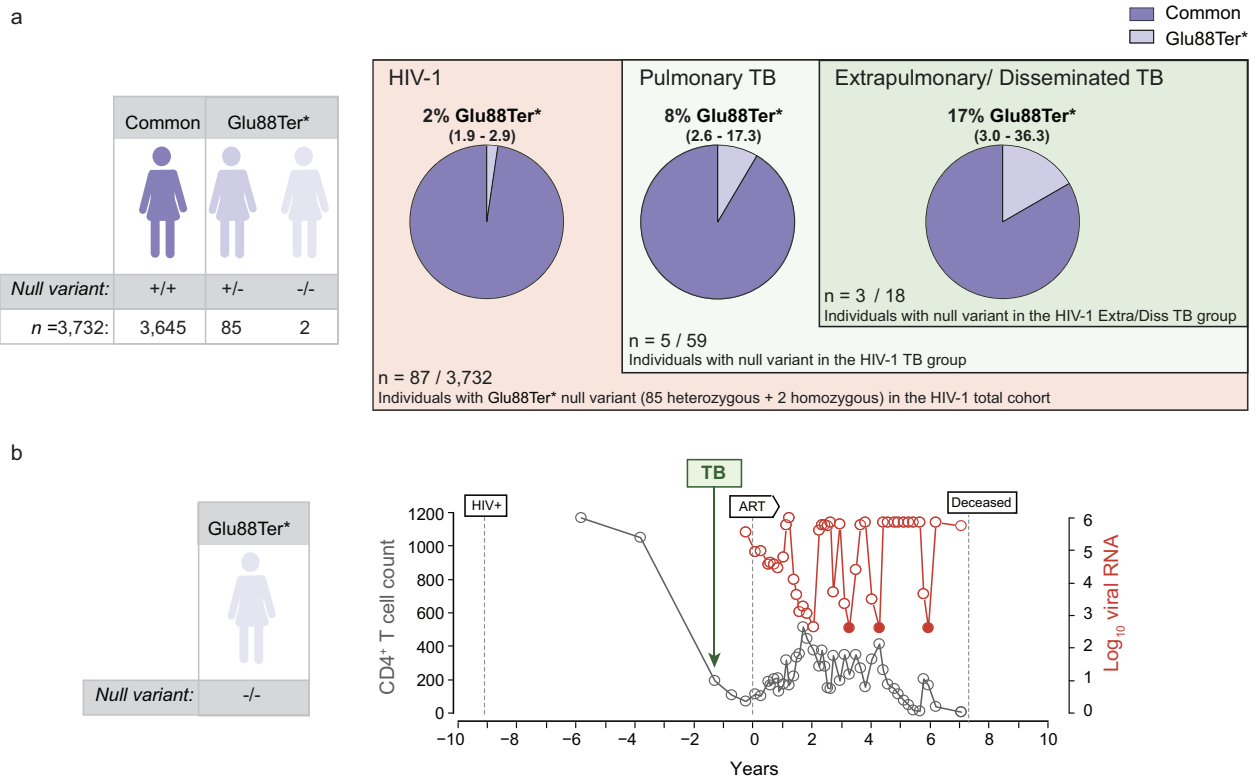 a
Common
Glu88Ter*
Common Glu88Ter*
Null variant: +/+ +/- -/-
n =3,732: 3,645 85 2
HIV-1
2% Glu88Ter*
(1.9 - 2.9)
n = 87 / 3,732
Individuals with Glu88Ter* null variant (85 heterozygous + 2 homozygous) in the HIV-1 total cohort
Pulmonary TB
8% Glu88Ter*
(2.6 - 17.3)
n = 5 / 59
Individuals with null variant in the HIV-1 TB group
Extrapulmonary/ Disseminated TB
17% Glu88Ter*
(3.0 - 36.3)
n = 3 / 18
Individuals with null variant in the HIV-1 Extra/Diss TB group
b
Glu88Ter*
Null variant: -/-
HIV+
TB
ART
Deceased
CD4⁺ T cell count
1200
1000
800
600
400
200
0
6
5
4
3
2
1
0
Log₁₀ viral RNA
−10 −8 −6 −4 −2 0 2 4 6 8 10
Years